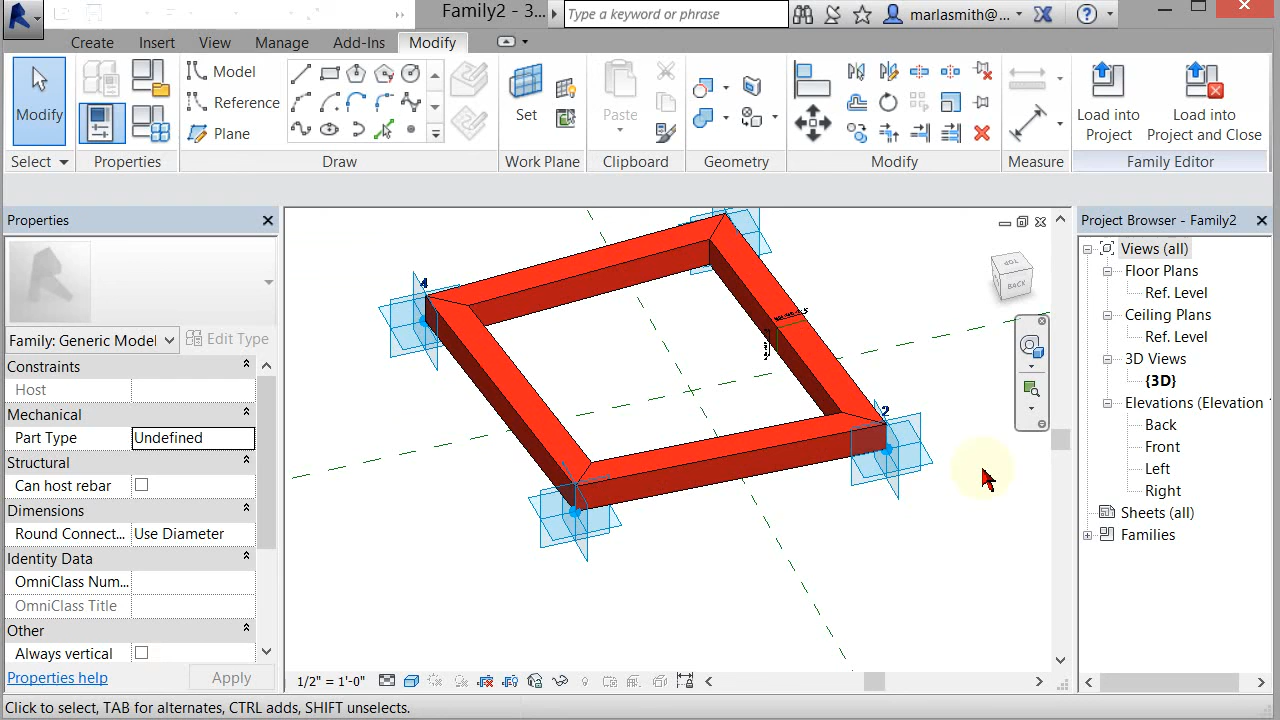 Family2 - 3...
Type a keyword or phrase
marlasmith@...
Create Insert View Manage Add-Ins Modify
Modify
Select
Properties
Model
Reference
Plane
Draw
Set
Work Plane
Paste
Clipboard
Geometry
Modify
Measure
Load into
Project
Load into
Project and Close
Family Editor
Properties
Family: Generic Model
Edit Type
Constraints
Host
Mechanical
Part Type Undefined
Structural
Can host rebar
Dimensions
Round Connect... Use Diameter
Identity Data
OmniClass Num...
OmniClass Title
Other
Always vertical
Properties help
Apply
4
2
TOP
BACK
1/2" = 1'-0"
Project Browser - Family2
Views (all)
Floor Plans
Ref. Level
Ceiling Plans
Ref. Level
3D Views
{3D}
Elevations (Elevation
Back
Front
Left
Right
Sheets (all)
Families
Click to select, TAB for alternates, CTRL adds, SHIFT unselects.